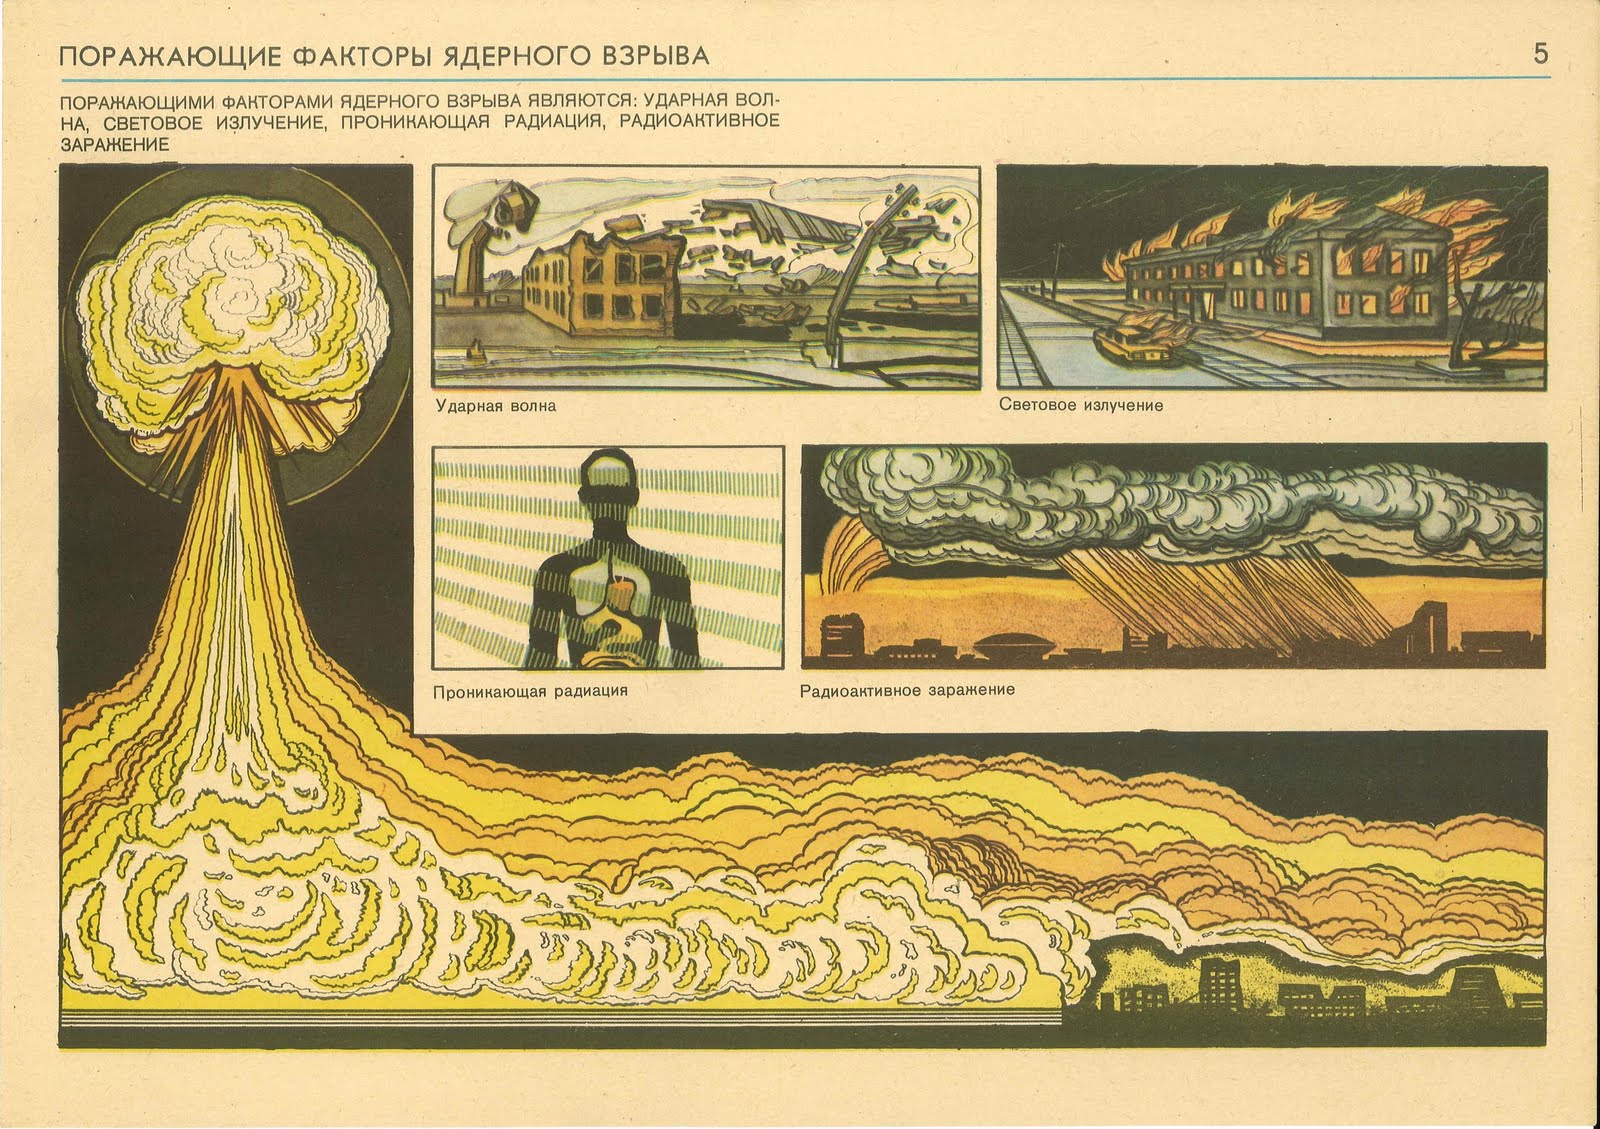 ПОРАЖАЮЩИЕ ФАКТОРЫ ЯДЕРНОГО ВЗРЫВА
5
ПОРАЖАЮЩИМИ ФАКТОРАМИ ЯДЕРНОГО ВЗРЫВА ЯВЛЯЮТСЯ: УДАРНАЯ ВОЛ-
НА, СВЕТОВОЕ ИЗЛУЧЕНИЕ, ПРОНИКАЮЩАЯ РАДИАЦИЯ, РАДИОАКТИВНОЕ
ЗАРАЖЕНИЕ
Ударная волна
Световое излучение
Проникающая радиация
Радиоактивное заражение